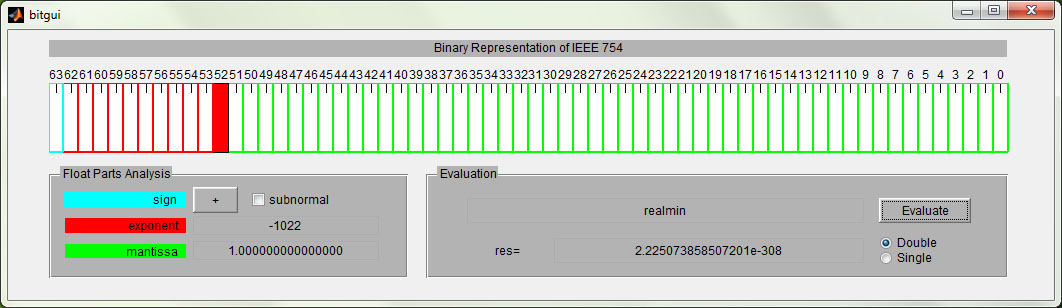 bitgui
Binary Representation of IEEE 754
63 62 61 60 59 58 57 56 55 54 53 52 51 50 49 48 47 46 45 44 43 42 41 40 39 38 37 36 35 34 33 32 31 30 29 28 27 26 25 24 23 22 21 20 19 18 17 16 15 14 13 12 11 10 9 8 7 6 5 4 3 2 1 0
Float Parts Analysis
sign + subnormal
exponent -1022
mantissa 1.000000000000000
Evaluation
realmin Evaluate
res= 2.225073858507201e-308
Double
Single